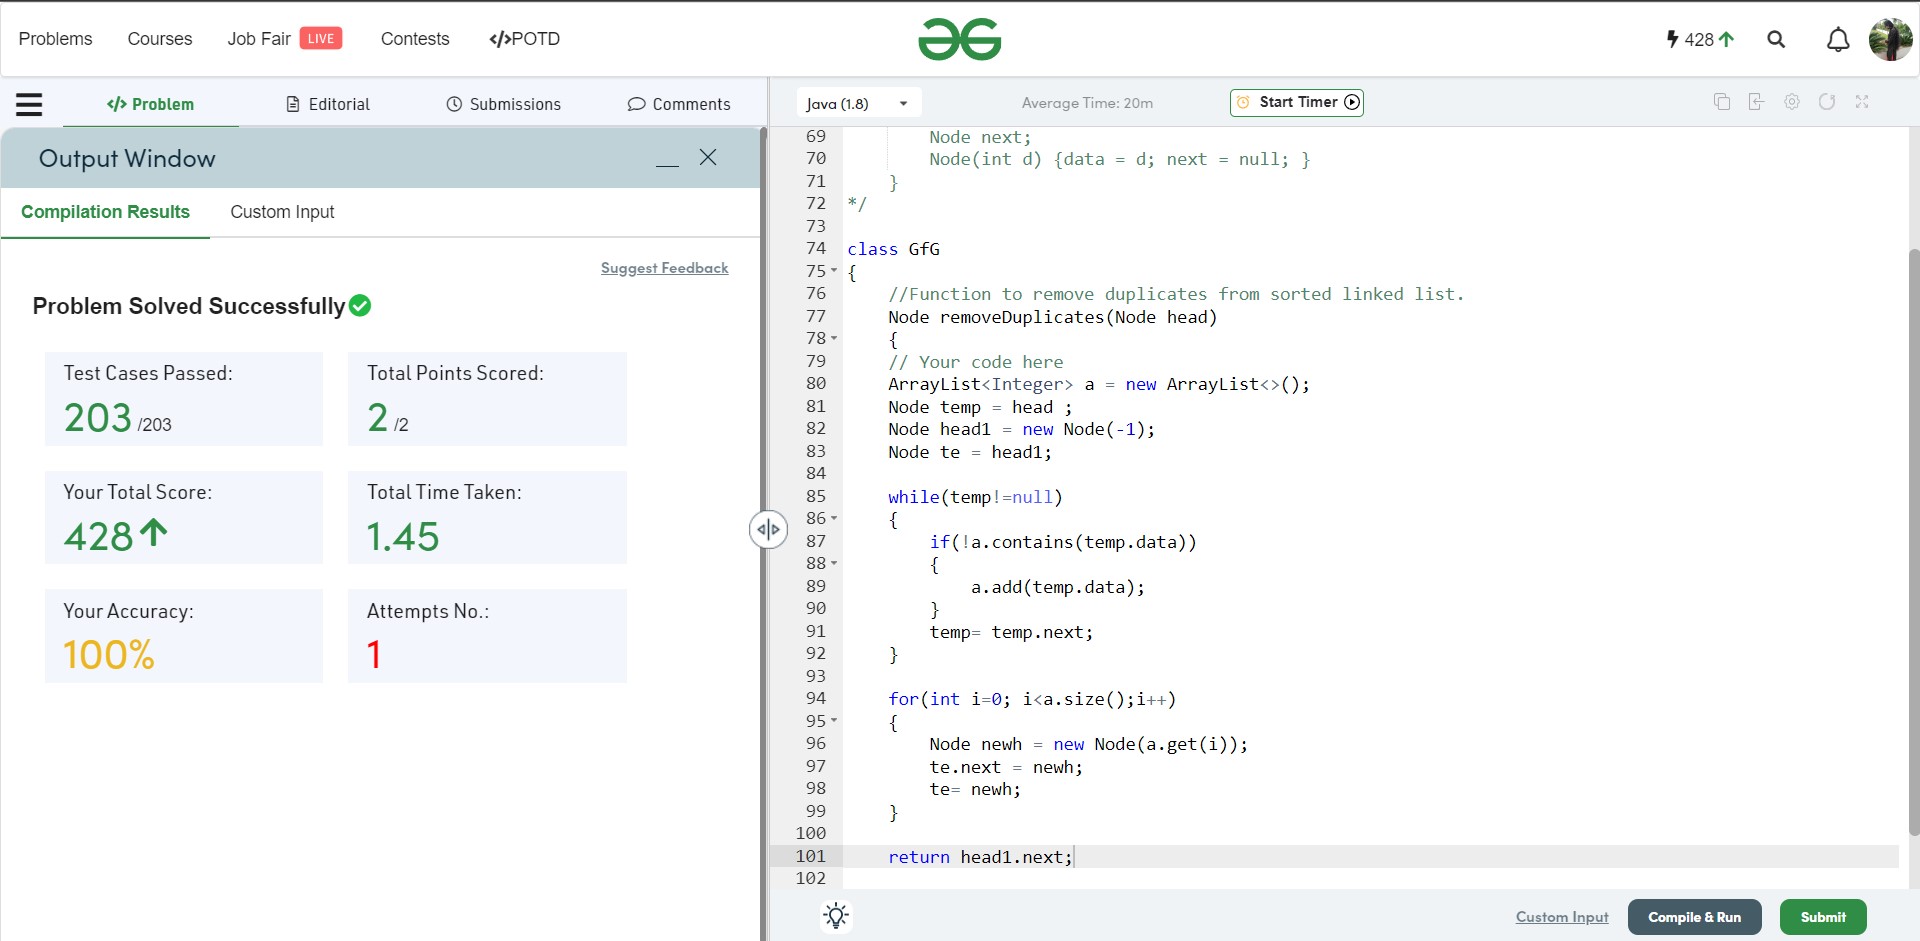 Problems Courses Job Fair LIVE Contests </>POTD 428
</> Problem Editorial Submissions Comments
Output Window
Compilation Results Custom Input
Suggest Feedback
Problem Solved Successfully
Test Cases Passed:
203 /203
Total Points Scored:
2 /2
Your Total Score:
428
Total Time Taken:
1.45
Your Accuracy:
100%
Attempts No.:
1
Java (1.8) Average Time: 20m Start Timer
69 Node next;
70 Node(int d) {data = d; next = null; }
71 }
72 */
73
74 class GfG
75 {
76 //Function to remove duplicates from sorted linked list.
77 Node removeDuplicates(Node head)
78 {
79 // Your code here
80 ArrayList<Integer> a = new ArrayList<>();
81 Node temp = head ;
82 Node head1 = new Node(-1);
83 Node te = head1;
84
85 while(temp!=null)
86 {
87 if(!a.contains(temp.data))
88 {
89 a.add(temp.data);
90 }
91 temp= temp.next;
92 }
93
94 for(int i=0; i<a.size();i++)
95 {
96 Node newh = new Node(a.get(i));
97 te.next = newh;
98 te= newh;
99 }
100
101 return head1.next;
102
Custom Input Compile & Run Submit